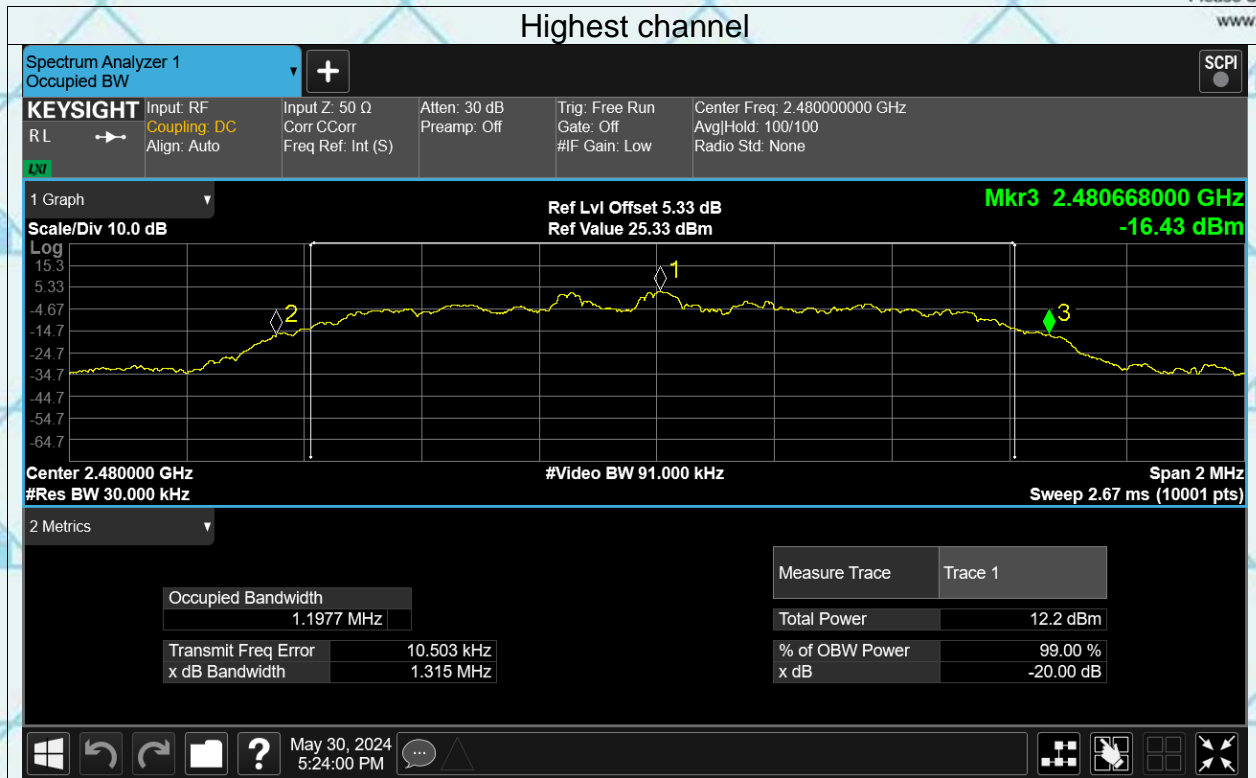 Highest channel
www
Spectrum Analyzer 1
Occupied BW
+
SCPI
KEYSIGHT
R L
LXI
Input: RF
Coupling: DC
Align: Auto
Input Z: 50 Ω
Corr CCorr
Freq Ref: Int (S)
Atten: 30 dB
Preamp: Off
Trig: Free Run
Gate: Off
#IF Gain: Low
Center Freq: 2.480000000 GHz
Avg|Hold: 100/100
Radio Std: None
1 Graph
Scale/Div 10.0 dB
Ref Lvl Offset 5.33 dB
Ref Value 25.33 dBm
Mkr3 2.480668000 GHz
-16.43 dBm
Log
15.3
5.33
-4.67
-14.7
-24.7
-34.7
-44.7
-54.7
-64.7
1
2
3
Center 2.480000 GHz
#Video BW 91.000 kHz
Span 2 MHz
#Res BW 30.000 kHz
Sweep 2.67 ms (10001 pts)
2 Metrics
Occupied Bandwidth
1.1977 MHz
Transmit Freq Error 10.503 kHz
x dB Bandwidth 1.315 MHz
Measure Trace Trace 1
Total Power 12.2 dBm
% of OBW Power 99.00 %
x dB -20.00 dB
?
May 30, 2024
5:24:00 PM